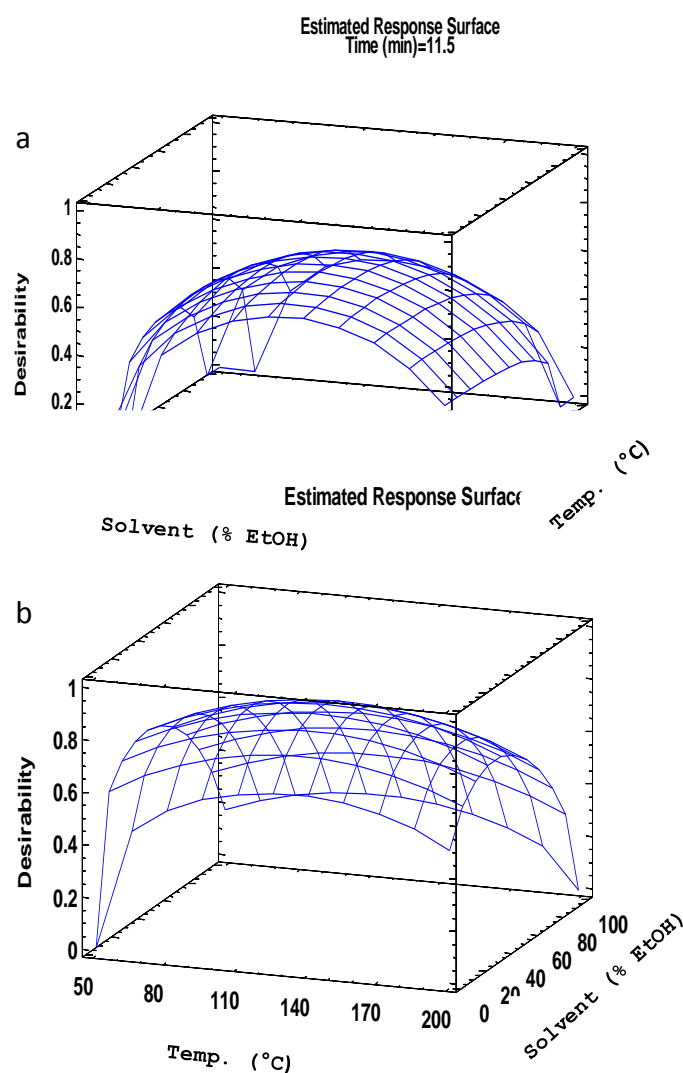 Estimated Response Surface
Time (min)=11.5
a
1
0.8
0.6
0.4
0.2
Desirability
Solvent (% EtOH)
Temp. (°C)
Estimated Response Surface
b
1
0.8
0.6
0.4
0.2
0
Desirability
50 80 110 140 170 200
Temp. (°C)
0 20 40 60 80 100
Solvent (% EtOH)